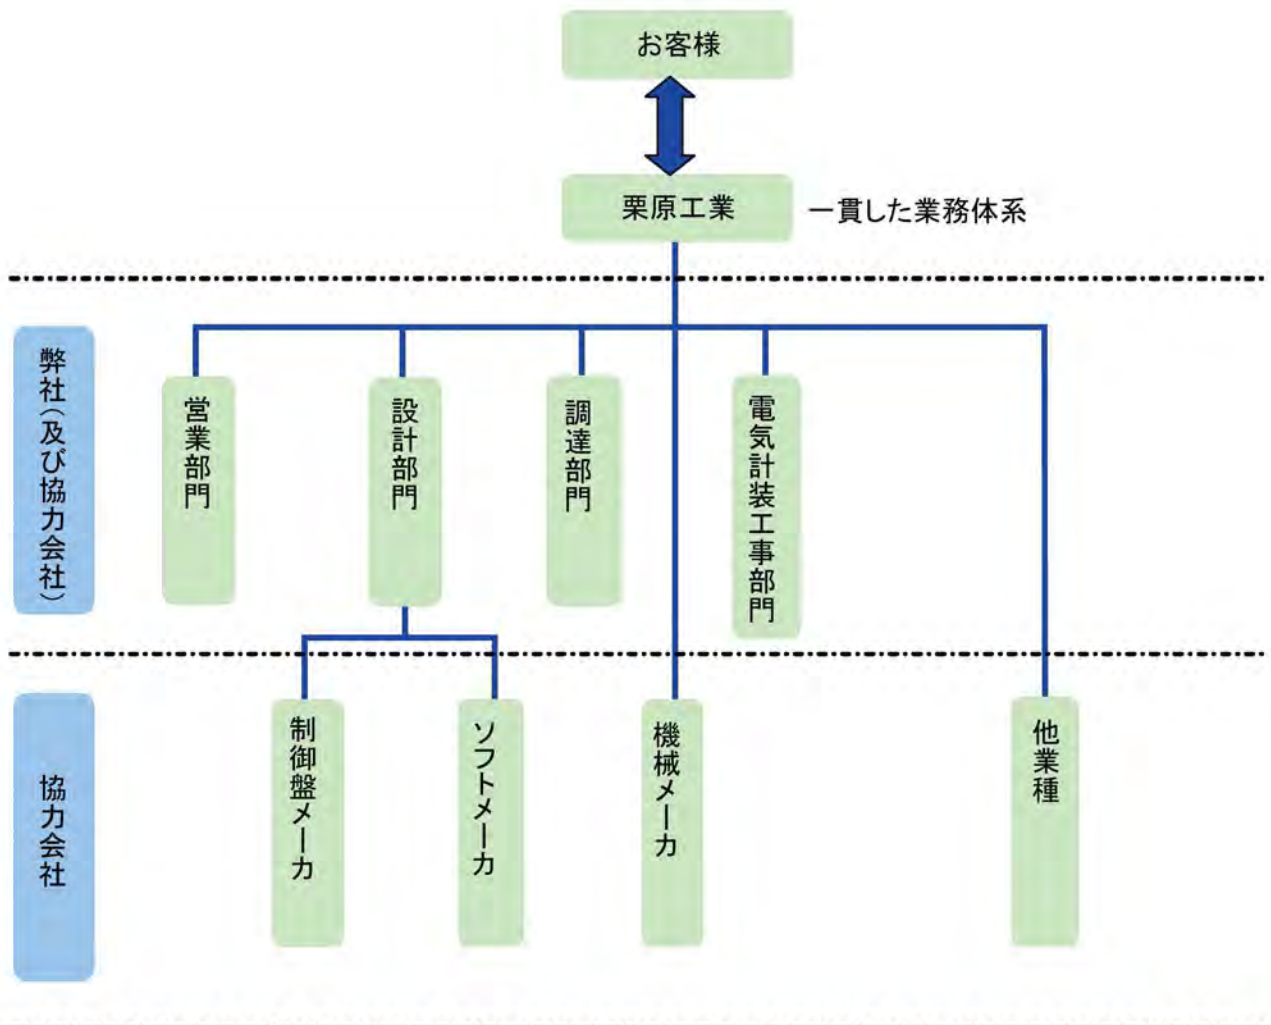 お客様
栗原工業
一貫した業務体系
弊社(及び協力会社)
営業部門
設計部門
調達部門
電気計装工事部門
協力会社
制御盤メーカ
ソフトメーカ
機械メーカ
他業種